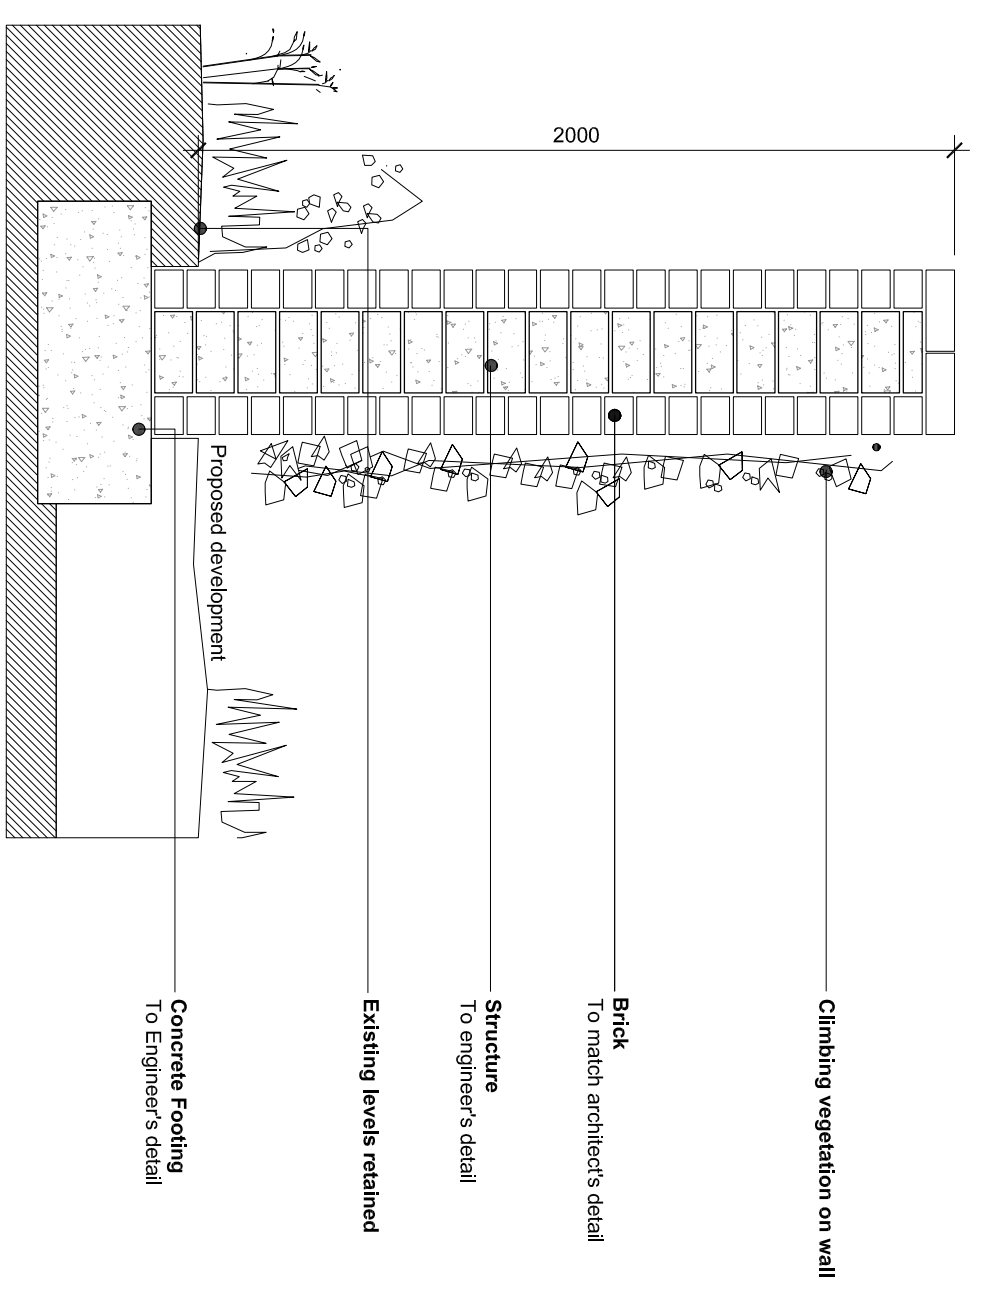 2000
Climbing vegetation on wall
Brick
To match architect's detail
Structure
To engineer's detail
Existing levels retained
Proposed development
Concrete Footing
To Engineer's detail